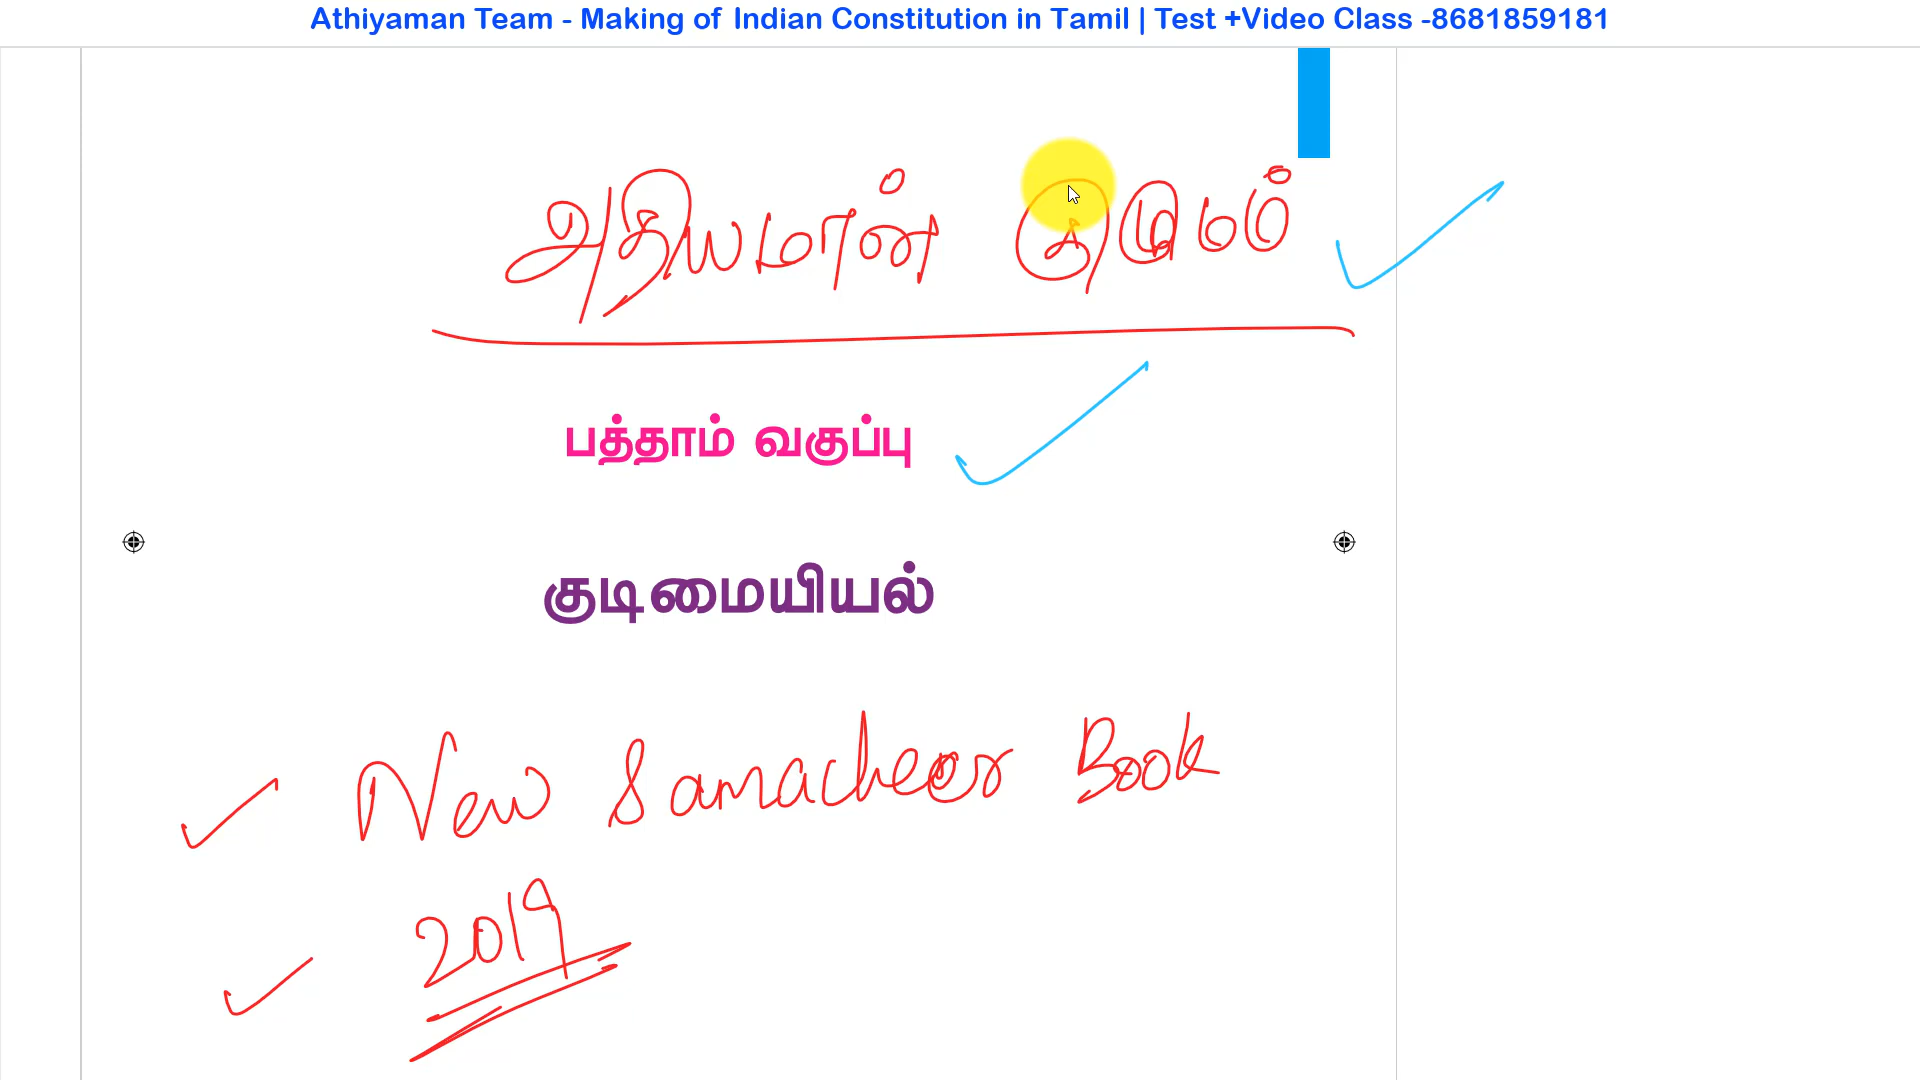 Athiyaman Team - Making of Indian Constitution in Tamil | Test +Video Class -8681859181
அதியமான் குழுமம்
பத்தாம் வகுப்பு
குடிமையியல்
New Samacheer Book
2019